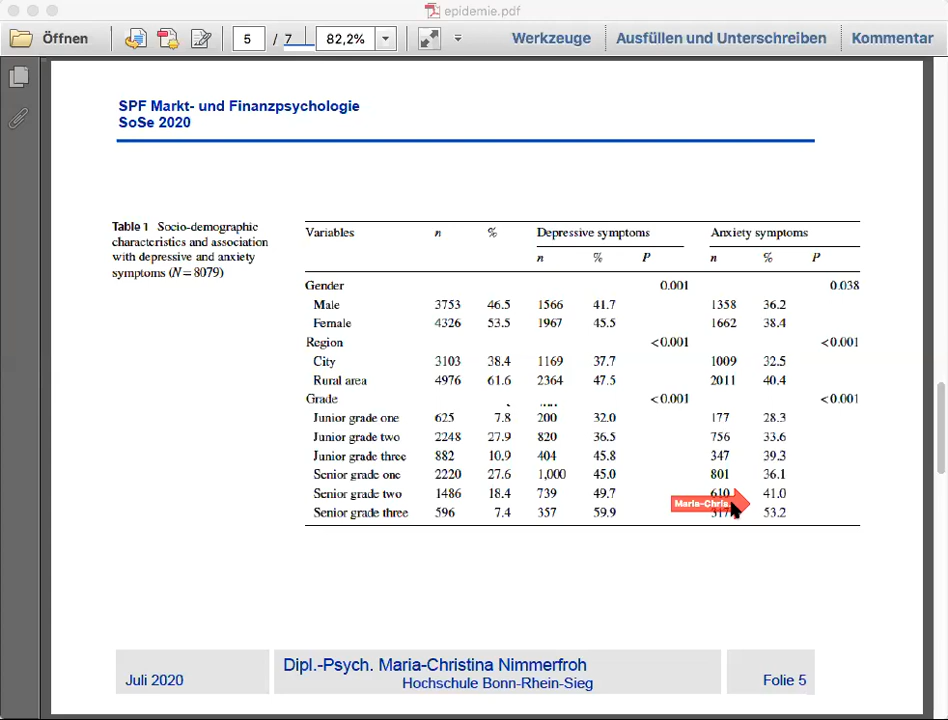 epidemie.pdf
Öffnen 5 / 7 82,2% Werkzeuge Ausfüllen und Unterschreiben Kommentar
SPF Markt- und Finanzpsychologie
SoSe 2020
Table 1 Socio-demographic
characteristics and association
with depressive and anxiety
symptoms (N = 8079)
Variables n % Depressive symptoms Anxiety symptoms
n % P n % P
Gender 0.001 0.038
Male 3753 46.5 1566 41.7 1358 36.2
Female 4326 53.5 1967 45.5 1662 38.4
Region <0.001 <0.001
City 3103 38.4 1169 37.7 1009 32.5
Rural area 4976 61.6 2364 47.5 2011 40.4
Grade <0.001 <0.001
Junior grade one 625 7.8 200 32.0 177 28.3
Junior grade two 2248 27.9 820 36.5 756 33.6
Junior grade three 882 10.9 404 45.8 347 39.3
Senior grade one 2220 27.6 1,000 45.0 801 36.1
Senior grade two 1486 18.4 739 49.7 610 41.0
Maria-Chris
Senior grade three 596 7.4 357 59.9 317 53.2
Juli 2020
Dipl.-Psych. Maria-Christina Nimmerfroh
Hochschule Bonn-Rhein-Sieg
Folie 5